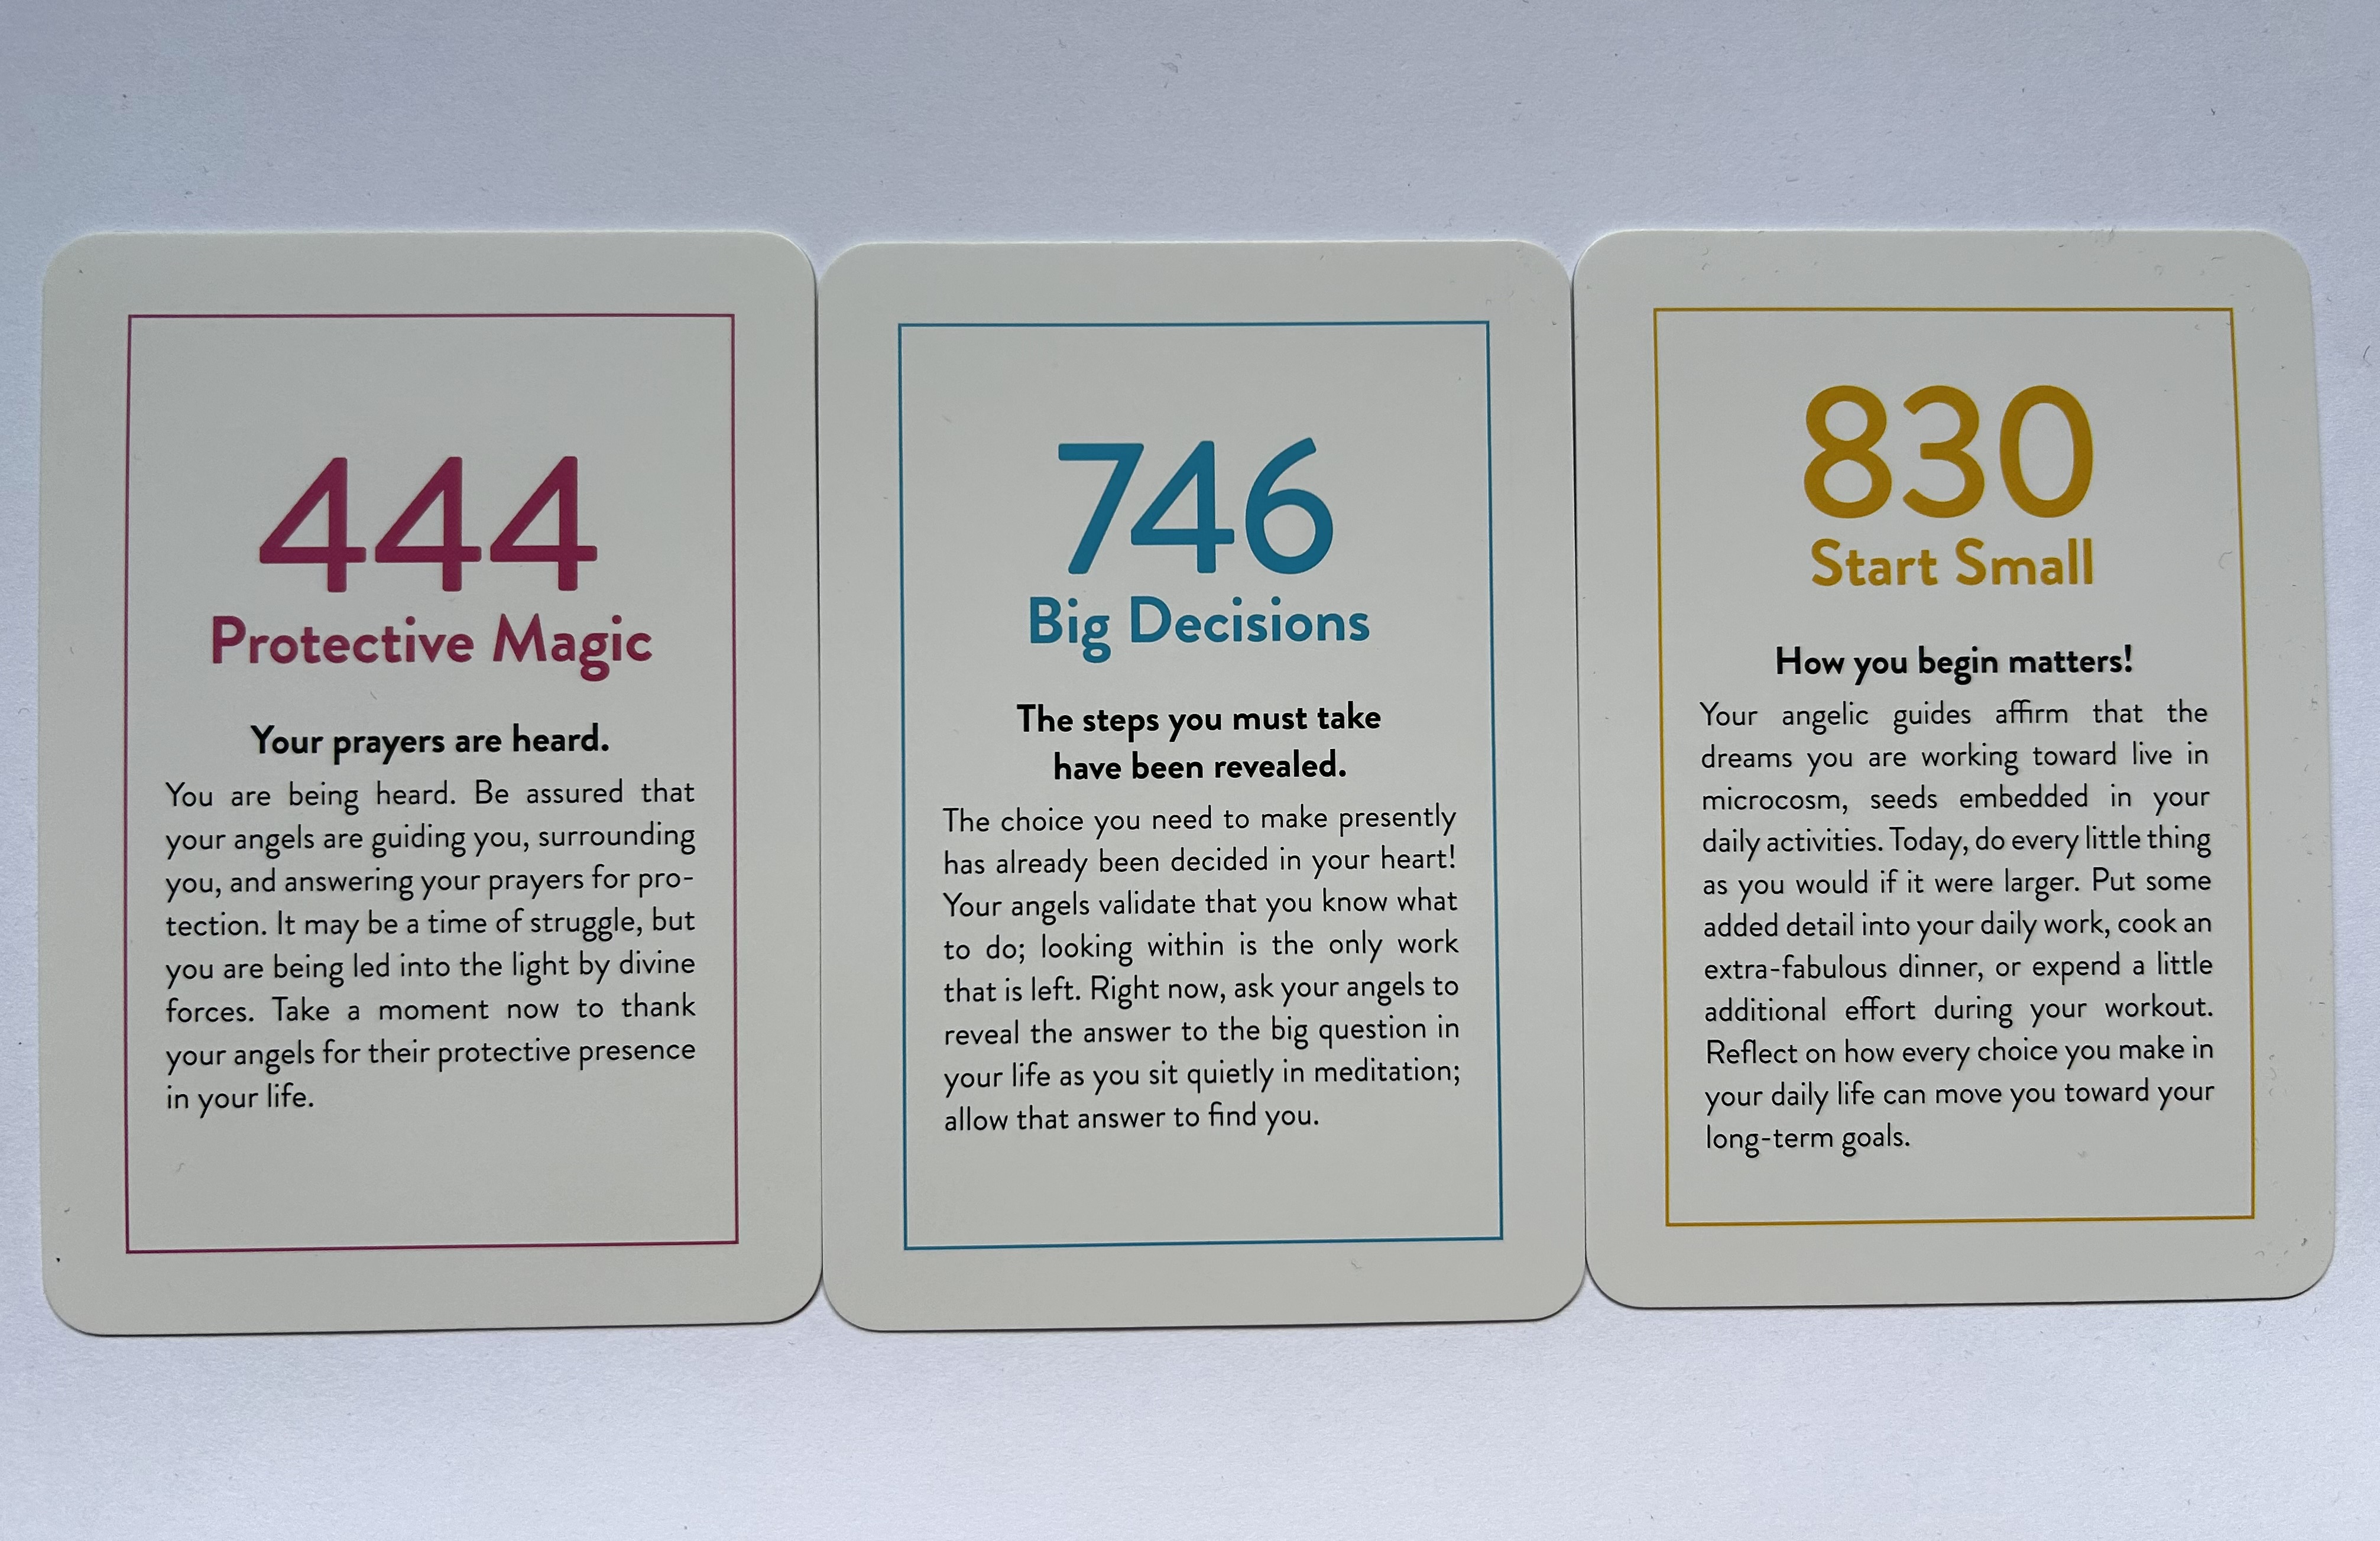 444
Protective Magic
Your prayers are heard.
You are being heard. Be assured that
your angels are guiding you, surrounding
you, and answering your prayers for pro-
tection. It may be a time of struggle, but
you are being led into the light by divine
forces. Take a moment now to thank
your angels for their protective presence
in your life.
746
Big Decisions
The steps you must take
have been revealed.
The choice you need to make presently
has already been decided in your heart!
Your angels validate that you know what
to do; looking within is the only work
that is left. Right now, ask your angels to
reveal the answer to the big question in
your life as you sit quietly in meditation;
allow that answer to find you.
830
Start Small
How you begin matters!
Your angelic guides affirm that the
dreams you are working toward live in
microcosm, seeds embedded in your
daily activities. Today, do every little thing
as you would if it were larger. Put some
added detail into your daily work, cook an
extra-fabulous dinner, or expend a little
additional effort during your workout.
Reflect on how every choice you make in
your daily life can move you toward your
long-term goals.